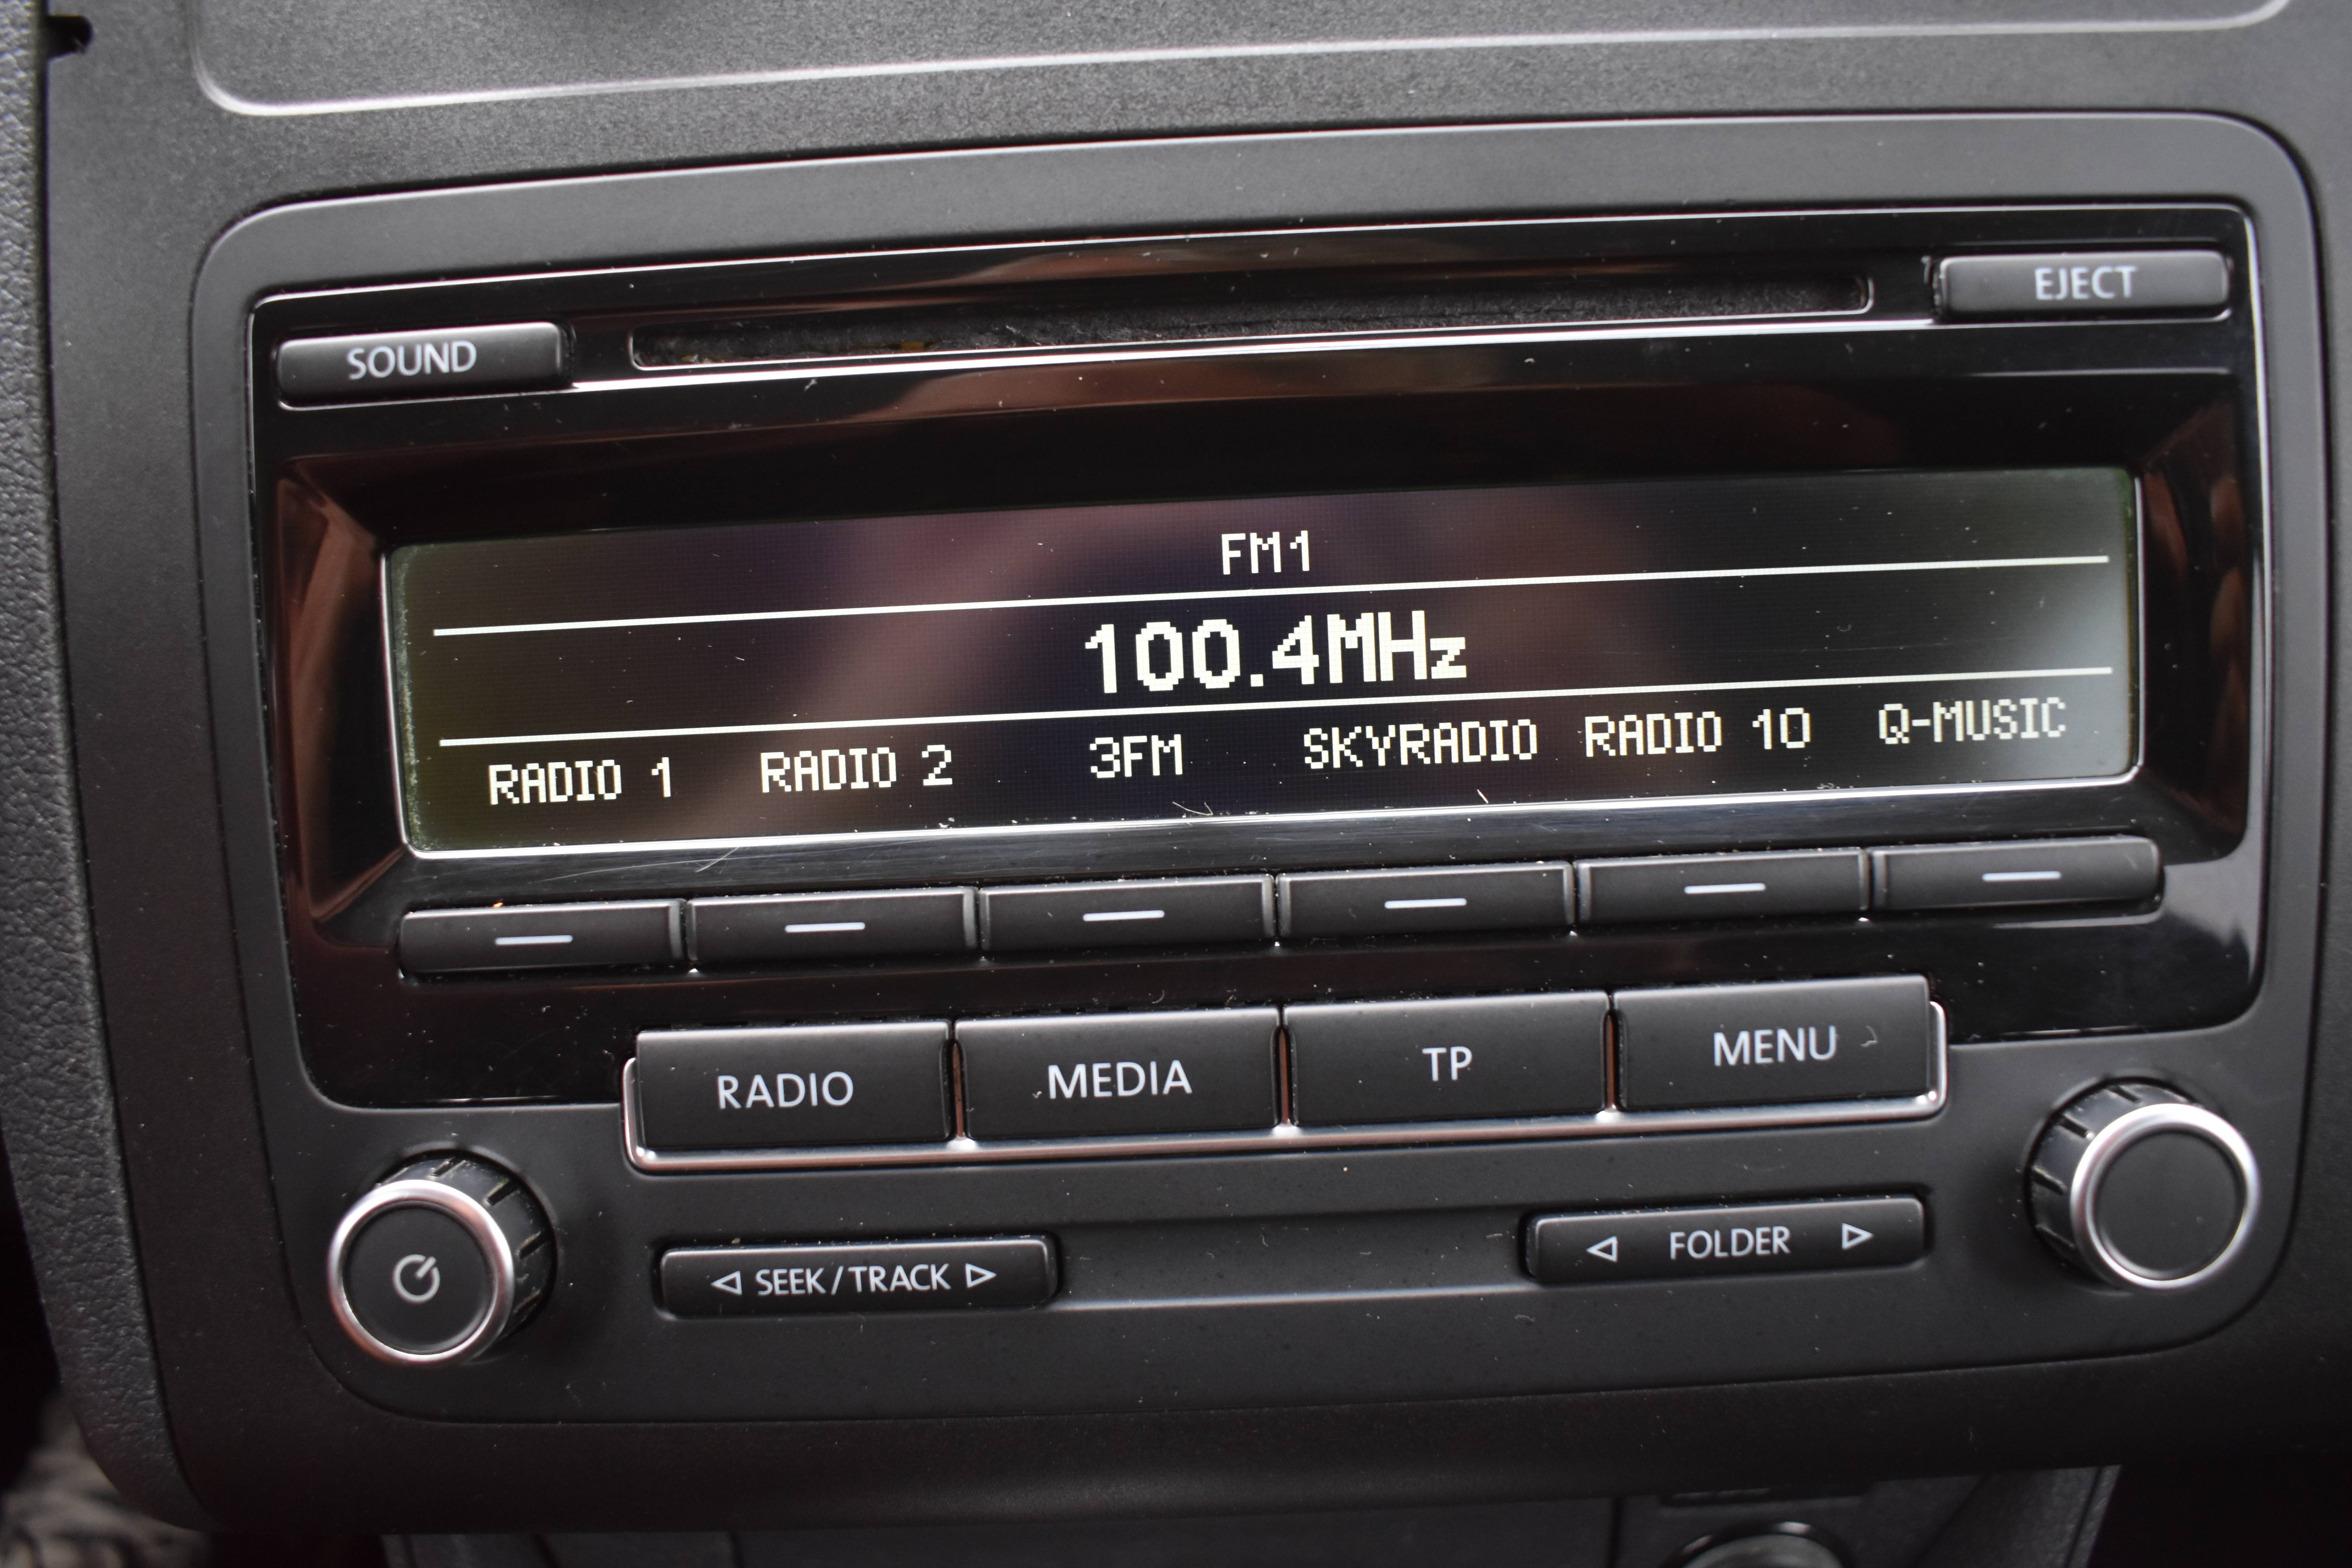 SOUND
EJECT
FM1
100.4MHz
RADIO 1 RADIO 2 3FM SKYRADIO RADIO 10 Q-MUSIC
RADIO MEDIA TP MENU
SEEK/TRACK
FOLDER